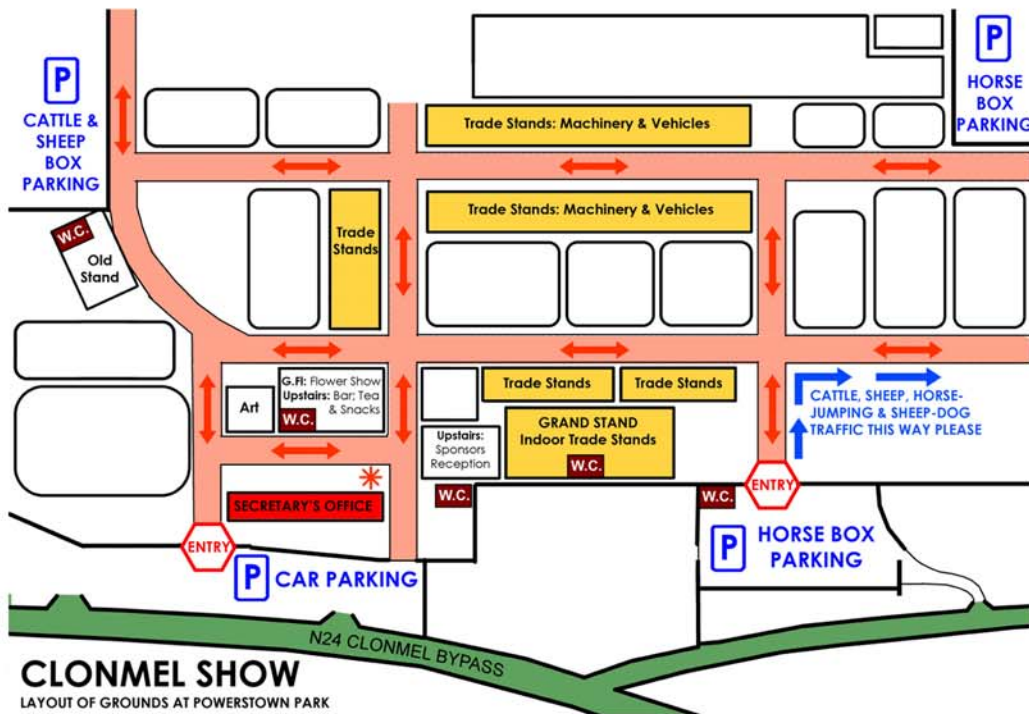 P
CATTLE &
SHEEP
BOX
PARKING
P
HORSE
BOX
PARKING
Trade Stands: Machinery & Vehicles
Trade Stands: Machinery & Vehicles
W.C.
Old
Stand
Trade
Stands
Art
G.Fl: Flower Show
Upstairs: Bar; Tea
& Snacks
W.C.
Trade Stands
Trade Stands
CATTLE, SHEEP, HORSE-
JUMPING & SHEEP-DOG
TRAFFIC THIS WAY PLEASE
Upstairs:
Sponsors
Reception
GRAND STAND
Indoor Trade Stands
W.C.
W.C.
W.C.
ENTRY
SECRETARY'S OFFICE
ENTRY
P
CAR PARKING
P
HORSE BOX
PARKING
N24 CLONMEL BYPASS
CLONMEL SHOW
LAYOUT OF GROUNDS AT POWERSTOWN PARK